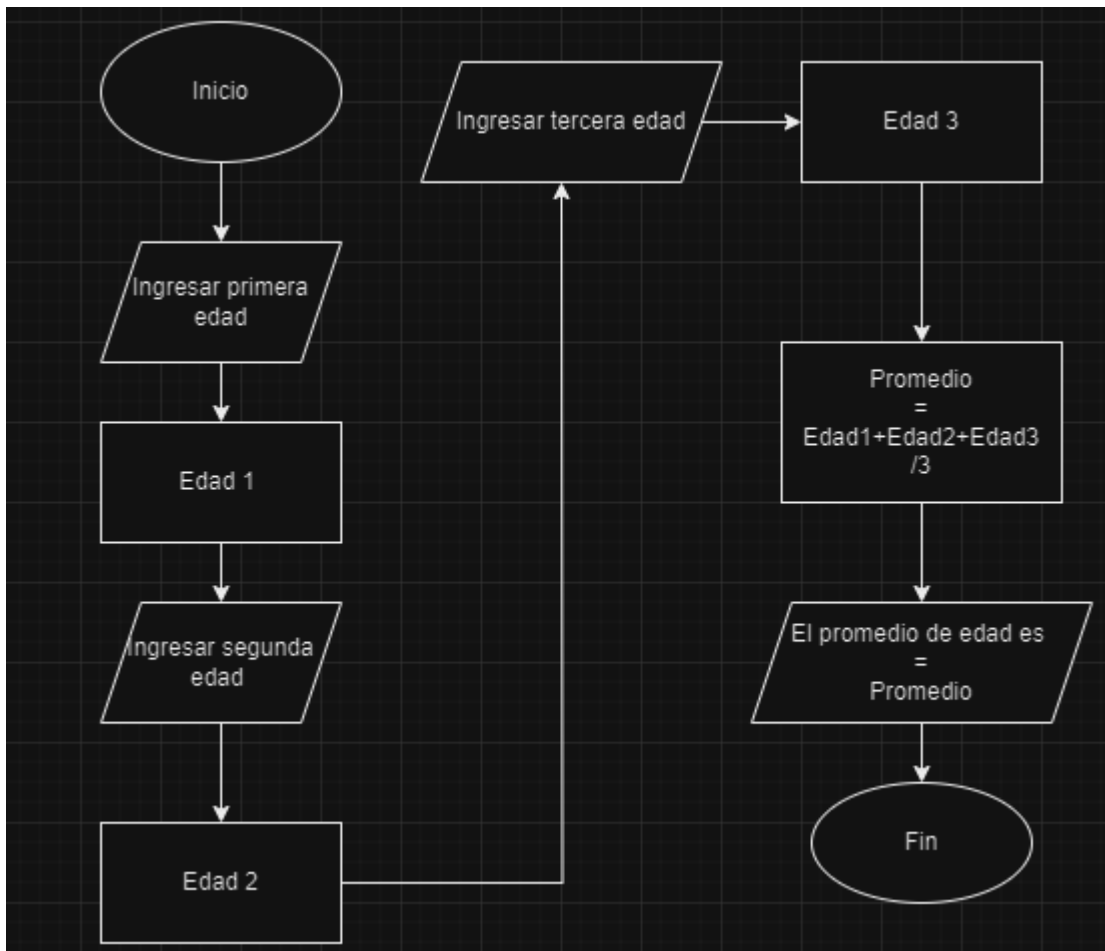 Inicio
Ingresar primera
edad
Edad 1
Ingresar segunda
edad
Edad 2
Ingresar tercera edad
Edad 3
Promedio
=
Edad1+Edad2+Edad3
/3
El promedio de edad es
=
Promedio
Fin